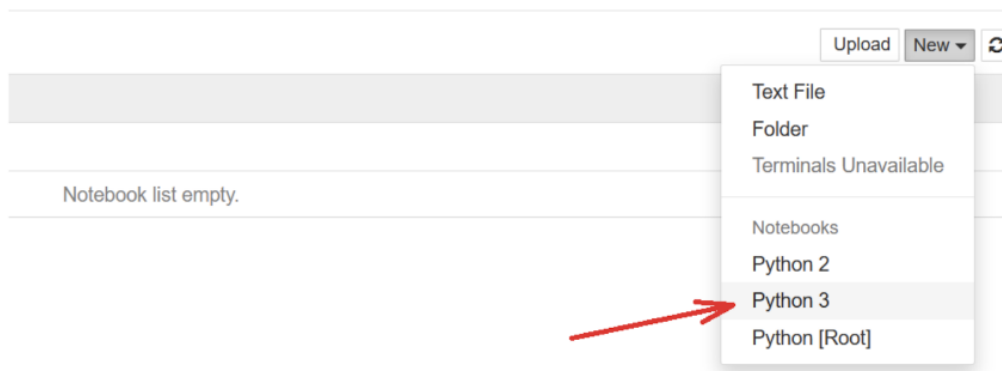 Upload New
Text File
Folder
Terminals Unavailable
Notebook list empty.
Notebooks
Python 2
Python 3
Python [Root]